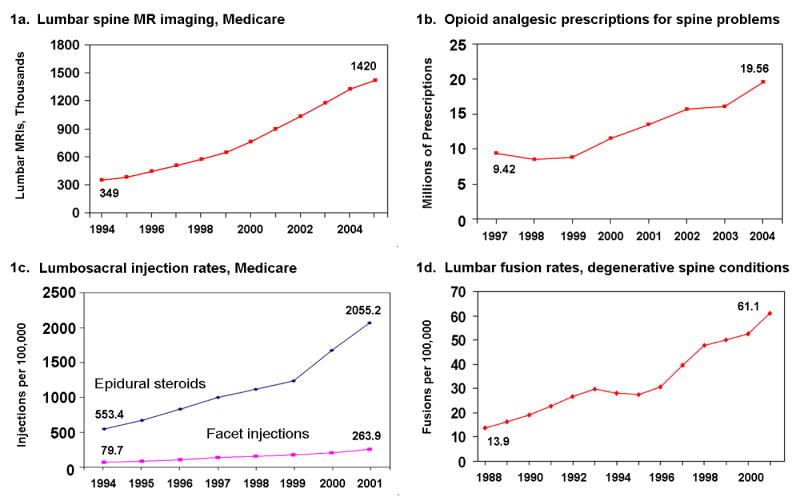 1a. Lumbar spine MR imaging, Medicare
Lumbar MRIs, Thousands
1800
1500
1200
900
600
300
0
1420
349
1994 1996 1998 2000 2002 2004
1b. Opioid analgesic prescriptions for spine problems
Millions of Prescriptions
25
20
15
10
5
0
19.56
9.42
1997 1998 1999 2000 2001 2002 2003 2004
1c. Lumbosacral injection rates, Medicare
Injections per 100,000
2500
2000
1500
1000
500
0
2055.2
Epidural steroids
553.4
Facet injections
263.9
79.7
1994 1995 1996 1997 1998 1999 2000 2001
1d. Lumbar fusion rates, degenerative spine conditions
Fusions per 100,000
70
60
50
40
30
20
10
0
61.1
13.9
1988 1990 1992 1994 1996 1998 2000